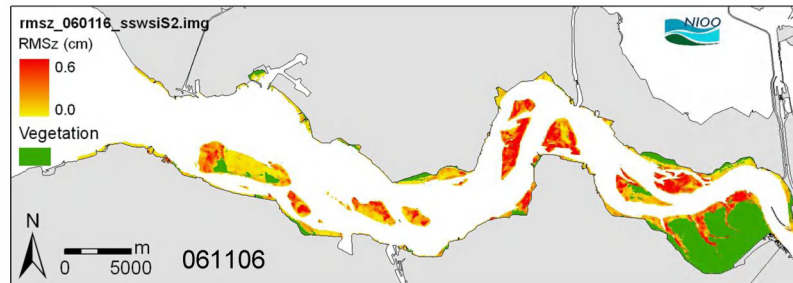 rmsz_060116_sswsiS2.img
RMSz (cm)
0.6
0.0
Vegetation
NIOO
N
m
0 5000
061106